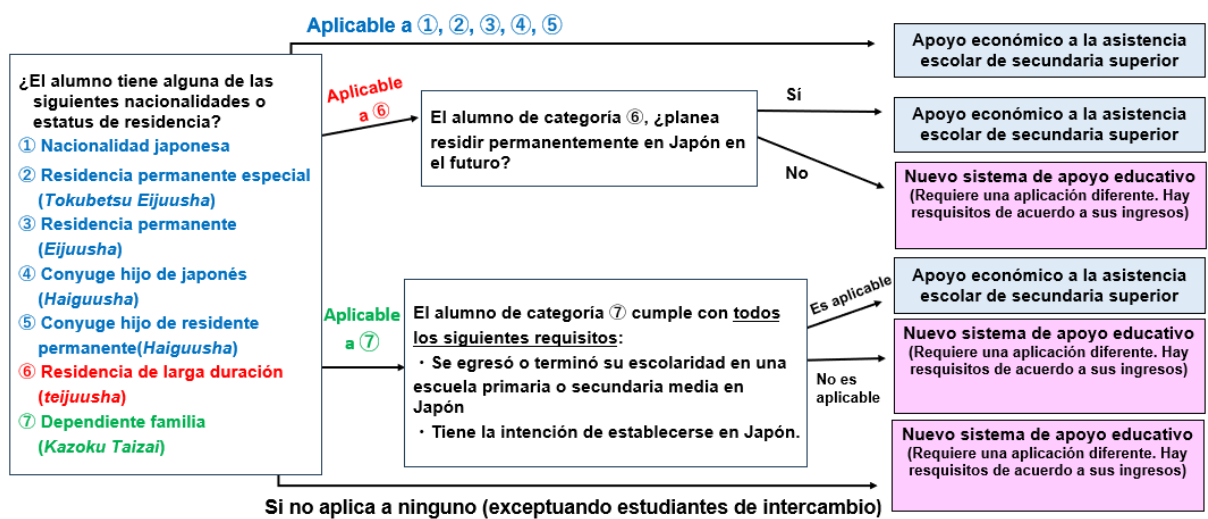 Aplicable a ①, ②, ③, ④, ⑤
Apoyo económico a la asistencia
escolar de secundaria superior
¿El alumno tiene alguna de las
siguientes nacionalidades o
estatus de residencia?
① Nacionalidad japonesa
② Residencia permanente especial
(Tokubetsu Eijuusha)
③ Residencia permanente
(Eijuusha)
④ Conyuge hijo de japonés
(Haiguusha)
⑤ Conyuge hijo de residente
permanente(Haiguusha)
⑥ Residencia de larga duración
(teijuusha)
⑦ Dependiente familia
(Kazoku Taizai)
Aplicable
a ⑥
El alumno de categoría ⑥, ¿planea
residir permanentemente en Japón en
el futuro?
Sí
Apoyo económico a la asistencia
escolar de secundaria superior
No
Nuevo sistema de apoyo educativo
(Requiere una aplicación diferente. Hay
resquisitos de acuerdo a sus ingresos)
Aplicable
a ⑦
El alumno de categoría ⑦ cumple con todos
los siguientes requisitos:
・Se egresó o terminó su escolaridad en una
escuela primaria o secundaria media en
Japón
・Tiene la intención de establecerse en Japón.
Es aplicable
Apoyo económico a la asistencia
escolar de secundaria superior
No es
aplicable
Nuevo sistema de apoyo educativo
(Requiere una aplicación diferente. Hay
resquisitos de acuerdo a sus ingresos)
Nuevo sistema de apoyo educativo
(Requiere una aplicación diferente. Hay
resquisitos de acuerdo a sus ingresos)
Si no aplica a ninguno (exceptuando estudiantes de intercambio)